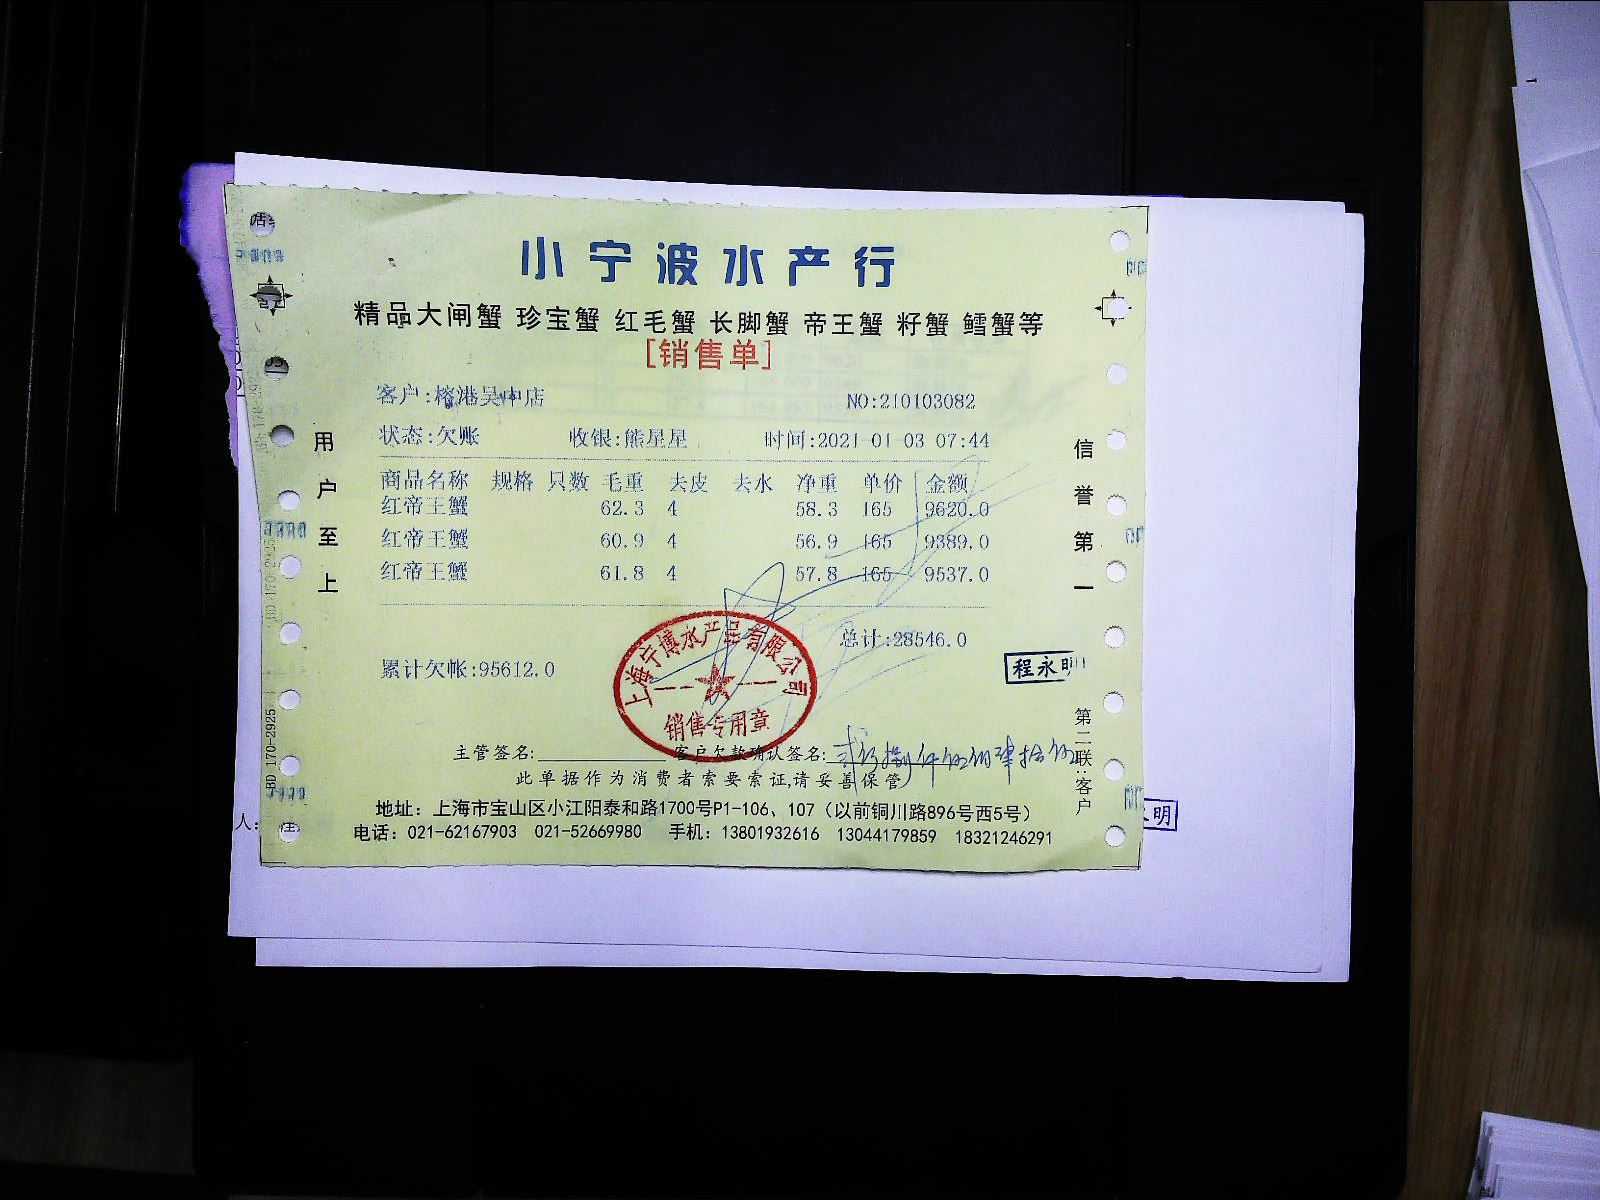 小宁波水产行
精品大闸蟹 珍宝蟹 红毛蟹 长脚蟹 帝王蟹 籽蟹 鳕蟹等
[销售单]
客户:榕港吴中店 NO:210103082
状态:欠账 收银:熊星星 时间:2021-01-03 07:44
商品名称 规格 只数 毛重 去皮 去水 净重 单价 金额
红帝王蟹 62.3 4 58.3 165 9620.0
红帝王蟹 60.9 4 56.9 165 9389.0
红帝王蟹 61.8 4 57.8 165 9537.0
总计:28546.0
累计欠帐:95612.0
程永明
上海宁博水产品有限公司
销售专用章
主管签名: 客户欠款确认签名:
此单据作为消费者索要索证,请妥善保管
地址：上海市宝山区小江阳泰和路1700号P1-106、107（以前铜川路896号西5号）
电话：021-62167903 021-52669980 手机：13801932616 13044179859 18321246291
用户至上
信誉第一
第二联:客户
BD 170-2925
人:
明